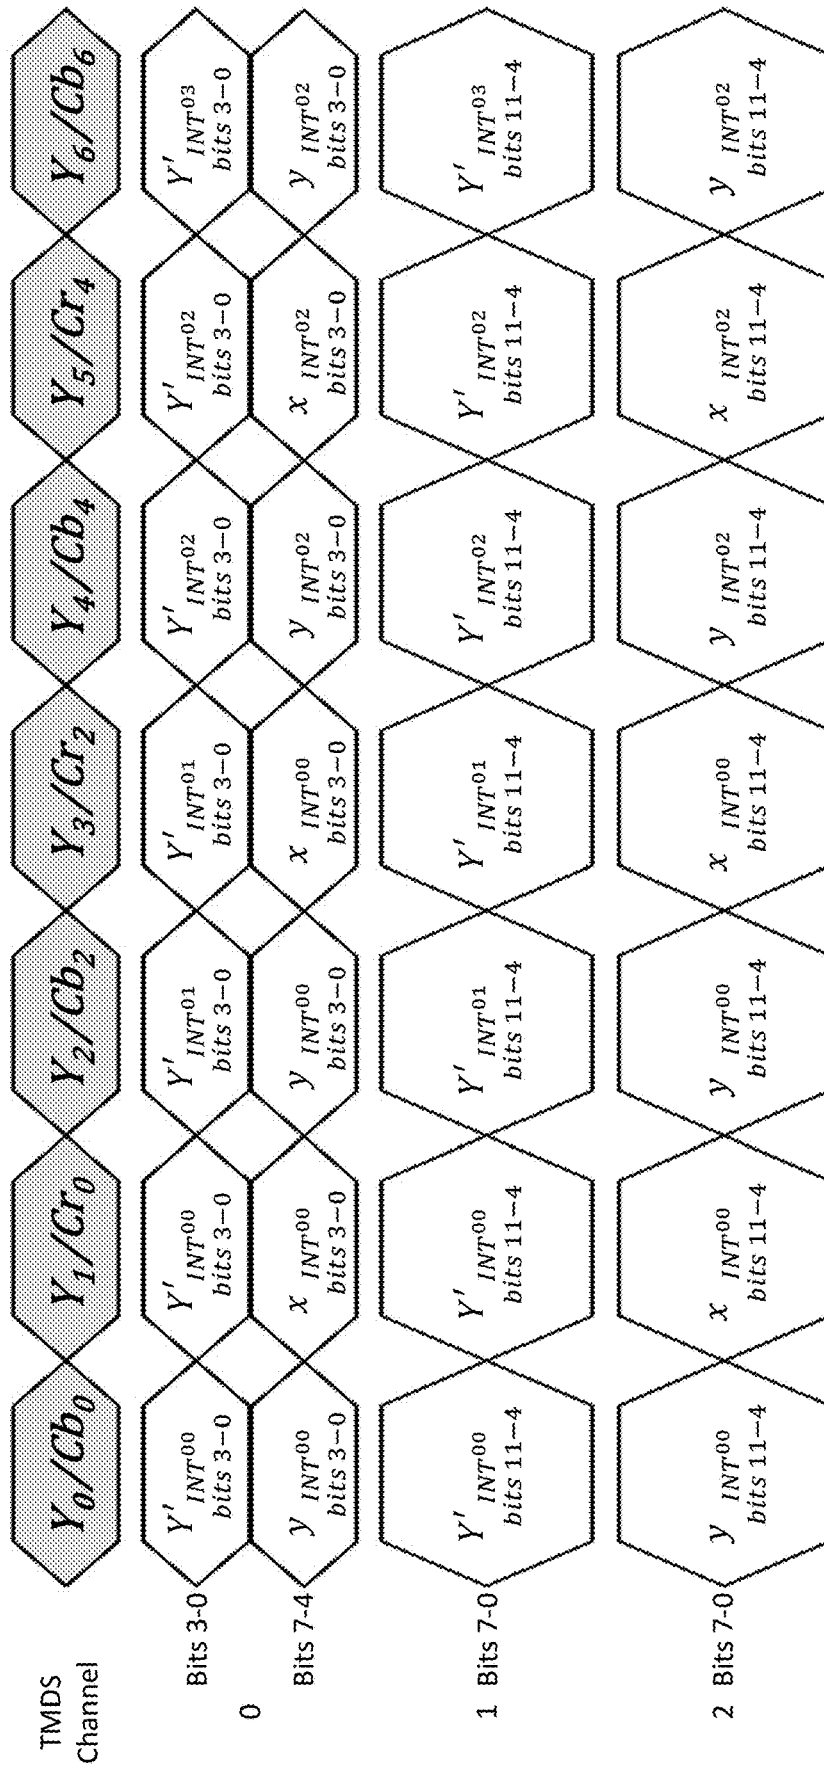 TMDS
Channel
Y₀/Cb₀
Y₁/Cr₀
Y₂/Cb₂
Y₃/Cr₂
Y₄/Cb₄
Y₅/Cr₄
Y₆/Cb₆
0
Bits 3-0
Y' INT⁰⁰
bits 3–0
Y' INT⁰⁰
bits 3–0
Y' INT⁰¹
bits 3–0
Y' INT⁰¹
bits 3–0
Y' INT⁰²
bits 3–0
Y' INT⁰²
bits 3–0
Y' INT⁰³
bits 3–0
Bits 7-4
y INT⁰⁰
bits 3–0
x INT⁰⁰
bits 3–0
y INT⁰⁰
bits 3–0
x INT⁰⁰
bits 3–0
y INT⁰²
bits 3–0
x INT⁰²
bits 3–0
y INT⁰²
bits 3–0
1 Bits 7-0
Y' INT⁰⁰
bits 11–4
Y' INT⁰⁰
bits 11–4
Y' INT⁰¹
bits 11–4
Y' INT⁰¹
bits 11–4
Y' INT⁰²
bits 11–4
Y' INT⁰²
bits 11–4
Y' INT⁰³
bits 11–4
2 Bits 7-0
y INT⁰⁰
bits 11–4
x INT⁰⁰
bits 11–4
y INT⁰⁰
bits 11–4
x INT⁰⁰
bits 11–4
y INT⁰²
bits 11–4
x INT⁰²
bits 11–4
y INT⁰²
bits 11–4